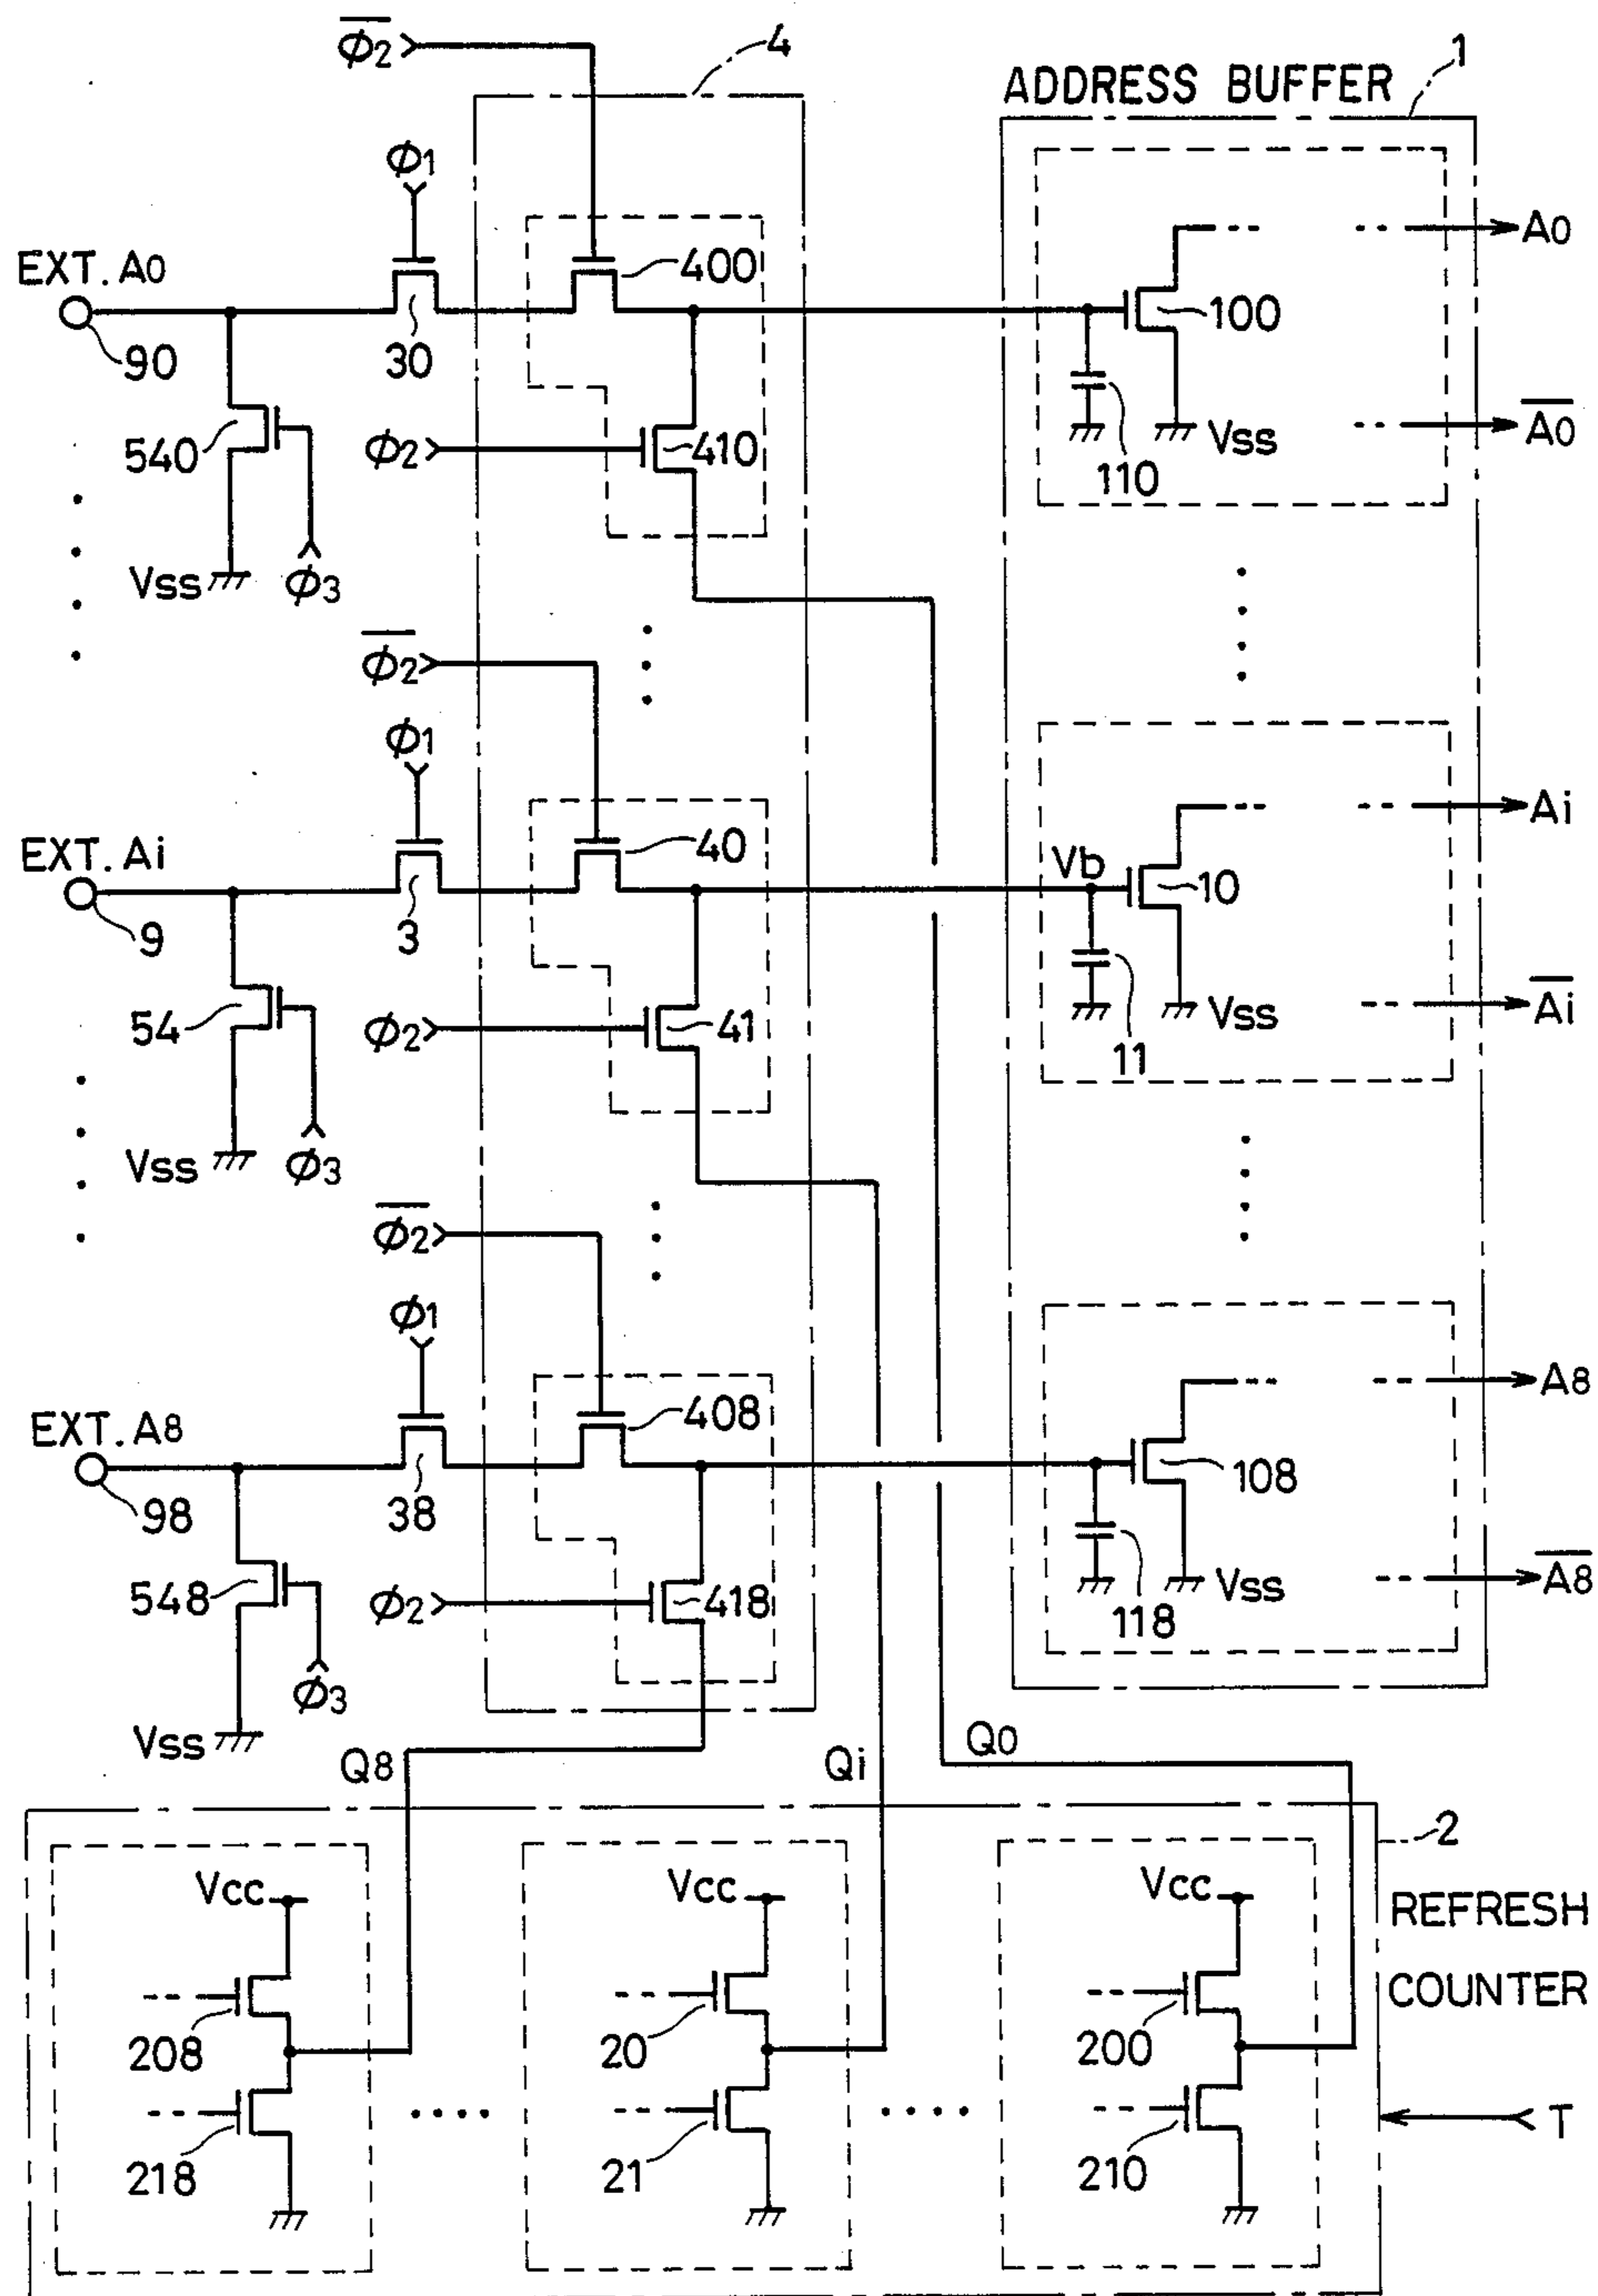 φ̅2̅
4
1
ADDRESS BUFFER
φ1
A0
EXT. A0
400
100
90
30
540
φ2
410
Vss
A̅0̅
110
Vss
φ3
φ̅2̅
φ1
Ai
EXT. Ai
40
Vb
10
9
3
54
φ2
41
Vss
A̅i̅
11
Vss
φ3
φ̅2̅
φ1
A8
EXT. A8
408
108
98
38
548
φ2
418
Vss
A̅8̅
118
φ3
Vss
Q8
Qi
Q0
2
Vcc
Vcc
Vcc
REFRESH
COUNTER
208
20
200
T
218
21
210